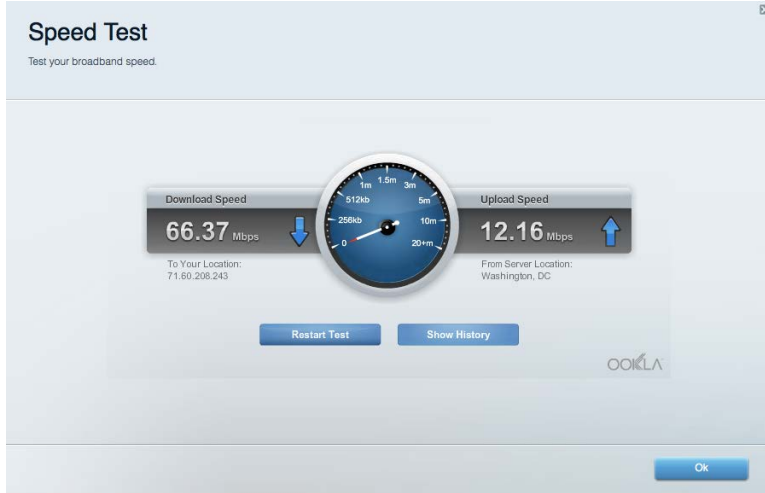 Speed Test
Test your broadband speed.
Download Speed
66.37 Mbps
To Your Location:
71.60.208.243
0
256kb
512kb
1m
1.5m
3m
5m
10m
20+m
Upload Speed
12.16 Mbps
From Server Location:
Washington, DC
Restart Test
Show History
OOKLA
Ok